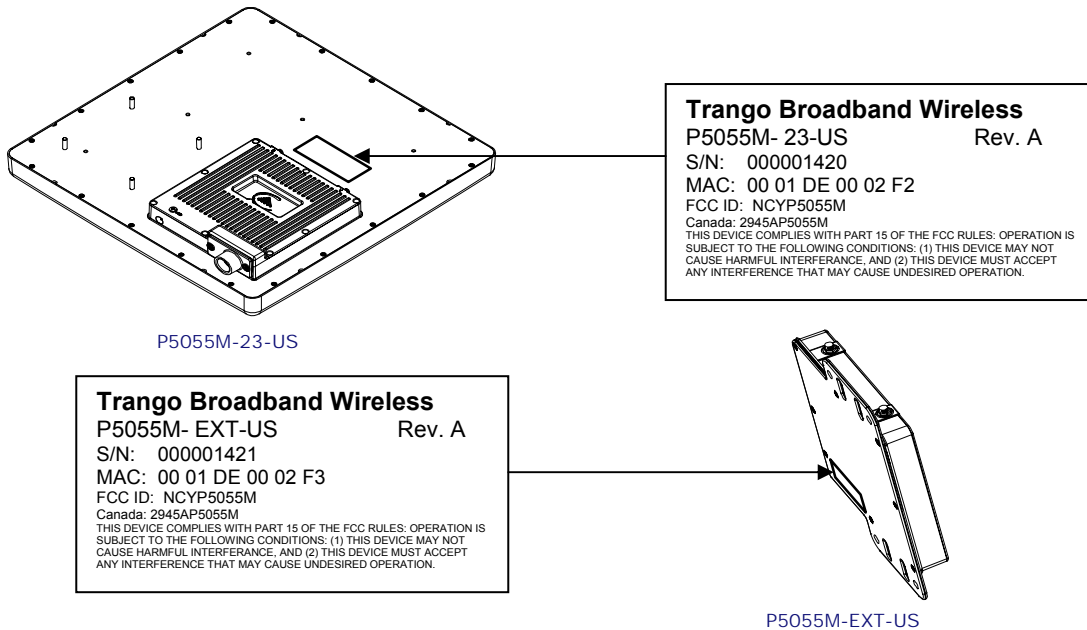 Trango Broadband Wireless
P5055M- 23-US Rev. A
S/N: 000001420
MAC: 00 01 DE 00 02 F2
FCC ID: NCYP5055M
Canada: 2945AP5055M
THIS DEVICE COMPLIES WITH PART 15 OF THE FCC RULES: OPERATION IS
SUBJECT TO THE FOLLOWING CONDITIONS: (1) THIS DEVICE MAY NOT
CAUSE HARMFUL INTERFERANCE, AND (2) THIS DEVICE MUST ACCEPT
ANY INTERFERENCE THAT MAY CAUSE UNDESIRED OPERATION.
P5055M-23-US
Trango Broadband Wireless
P5055M- EXT-US Rev. A
S/N: 000001421
MAC: 00 01 DE 00 02 F3
FCC ID: NCYP5055M
Canada: 2945AP5055M
THIS DEVICE COMPLIES WITH PART 15 OF THE FCC RULES: OPERATION IS
SUBJECT TO THE FOLLOWING CONDITIONS: (1) THIS DEVICE MAY NOT
CAUSE HARMFUL INTERFERANCE, AND (2) THIS DEVICE MUST ACCEPT
ANY INTERFERENCE THAT MAY CAUSE UNDESIRED OPERATION.
P5055M-EXT-US